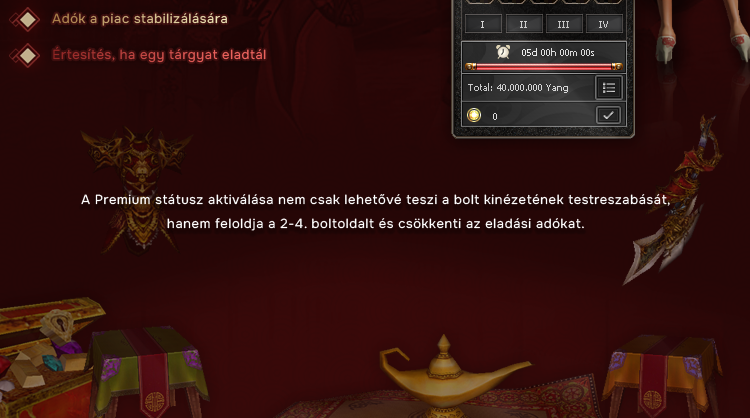 Adók a piac stabilizálására
Értesítés, ha egy tárgyat eladtál
I II III IV
05d 00h 00m 00s
Total: 40.000.000 Yang
0
A Premium státusz aktiválása nem csak lehetővé teszi a bolt kinézetének testreszabását,
hanem feloldja a 2-4. boltoldalt és csökkenti az eladási adókat.